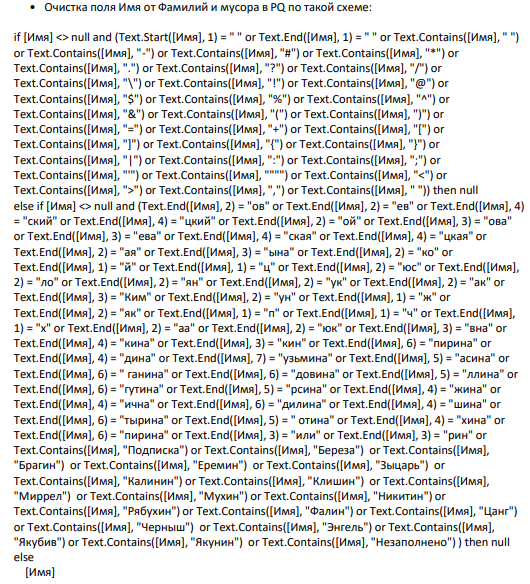 • Очистка поля Имя от Фамилий и мусора в PQ по такой схеме:
if [Имя] <> null and (Text.Start([Имя], 1) = " " or Text.End([Имя], 1) = " " or Text.Contains([Имя], " ")
or Text.Contains([Имя], "-") or Text.Contains([Имя], "#") or Text.Contains([Имя], "*") or
Text.Contains([Имя], ".") or Text.Contains([Имя], "?") or Text.Contains([Имя], "/") or
Text.Contains([Имя], "\") or Text.Contains([Имя], "!") or Text.Contains([Имя], "@") or
Text.Contains([Имя], "$") or Text.Contains([Имя], "%") or Text.Contains([Имя], "^") or
Text.Contains([Имя], "&") or Text.Contains([Имя], "(") or Text.Contains([Имя], ")") or
Text.Contains([Имя], "=") or Text.Contains([Имя], "+") or Text.Contains([Имя], "[") or
Text.Contains([Имя], "]") or Text.Contains([Имя], "{") or Text.Contains([Имя], "}") or
Text.Contains([Имя], "|") or Text.Contains([Имя], ":") or Text.Contains([Имя], ";") or
Text.Contains([Имя], "'") or Text.Contains([Имя], """") or Text.Contains([Имя], "<") or
Text.Contains([Имя], ">") or Text.Contains([Имя], ",") or Text.Contains([Имя], " ")) then null
else if [Имя] <> null and (Text.End([Имя], 2) = "ов" or Text.End([Имя], 2) = "ев" or Text.End([Имя], 4)
= "ский" or Text.End([Имя], 4) = "цкий" or Text.End([Имя], 2) = "ой" or Text.End([Имя], 3) = "ова"
or Text.End([Имя], 3) = "ева" or Text.End([Имя], 4) = "ская" or Text.End([Имя], 4) = "цкая" or
Text.End([Имя], 2) = "ая" or Text.End([Имя], 3) = "ына" or Text.End([Имя], 2) = "ко" or
Text.End([Имя], 1) = "й" or Text.End([Имя], 1) = "ц" or Text.End([Имя], 2) = "юс" or Text.End([Имя],
2) = "ло" or Text.End([Имя], 2) = "ян" or Text.End([Имя], 2) = "ук" or Text.End([Имя], 2) = "ак" or
Text.End([Имя], 3) = "Ким" or Text.End([Имя], 2) = "ун" or Text.End([Имя], 1) = "ж" or
Text.End([Имя], 2) = "як" or Text.End([Имя], 1) = "п" or Text.End([Имя], 1) = "ч" or Text.End([Имя],
1) = "х" or Text.End([Имя], 2) = "аа" or Text.End([Имя], 2) = "юк" or Text.End([Имя], 3) = "вна" or
Text.End([Имя], 4) = "кина" or Text.End([Имя], 3) = "кин" or Text.End([Имя], 6) = "пирина" or
Text.End([Имя], 4) = "дина" or Text.End([Имя], 7) = "узьмина" or Text.End([Имя], 5) = "асина" or
Text.End([Имя], 6) = " ганина" or Text.End([Имя], 6) = "довина" or Text.End([Имя], 5) = "ллина" or
Text.End([Имя], 6) = "гутина" or Text.End([Имя], 5) = "рсина" or Text.End([Имя], 4) = "жина" or
Text.End([Имя], 4) = "ична" or Text.End([Имя], 6) = "дилина" or Text.End([Имя], 4) = "шина" or
Text.End([Имя], 6) = "тырина" or Text.End([Имя], 5) = " отина" or Text.End([Имя], 4) = "хина" or
Text.End([Имя], 6) = "пирина" or Text.End([Имя], 3) = "или" or Text.End([Имя], 3) = "рин" or
Text.Contains([Имя], "Подписка") or Text.Contains([Имя], "Береза") or Text.Contains([Имя],
"Брагин") or Text.Contains([Имя], "Еремин") or Text.Contains([Имя], "Зыцарь") or
Text.Contains([Имя], "Калинин") or Text.Contains([Имя], "Клишин") or Text.Contains([Имя],
"Миррел") or Text.Contains([Имя], "Мухин") or Text.Contains([Имя], "Никитин") or
Text.Contains([Имя], "Рябухин") or Text.Contains([Имя], "Фалин") or Text.Contains([Имя], "Цанг")
or Text.Contains([Имя], "Черныш") or Text.Contains([Имя], "Энгель") or Text.Contains([Имя],
"Якубив") or Text.Contains([Имя], "Якунин") or Text.Contains([Имя], "Незаполнено") ) then null
else
[Имя]